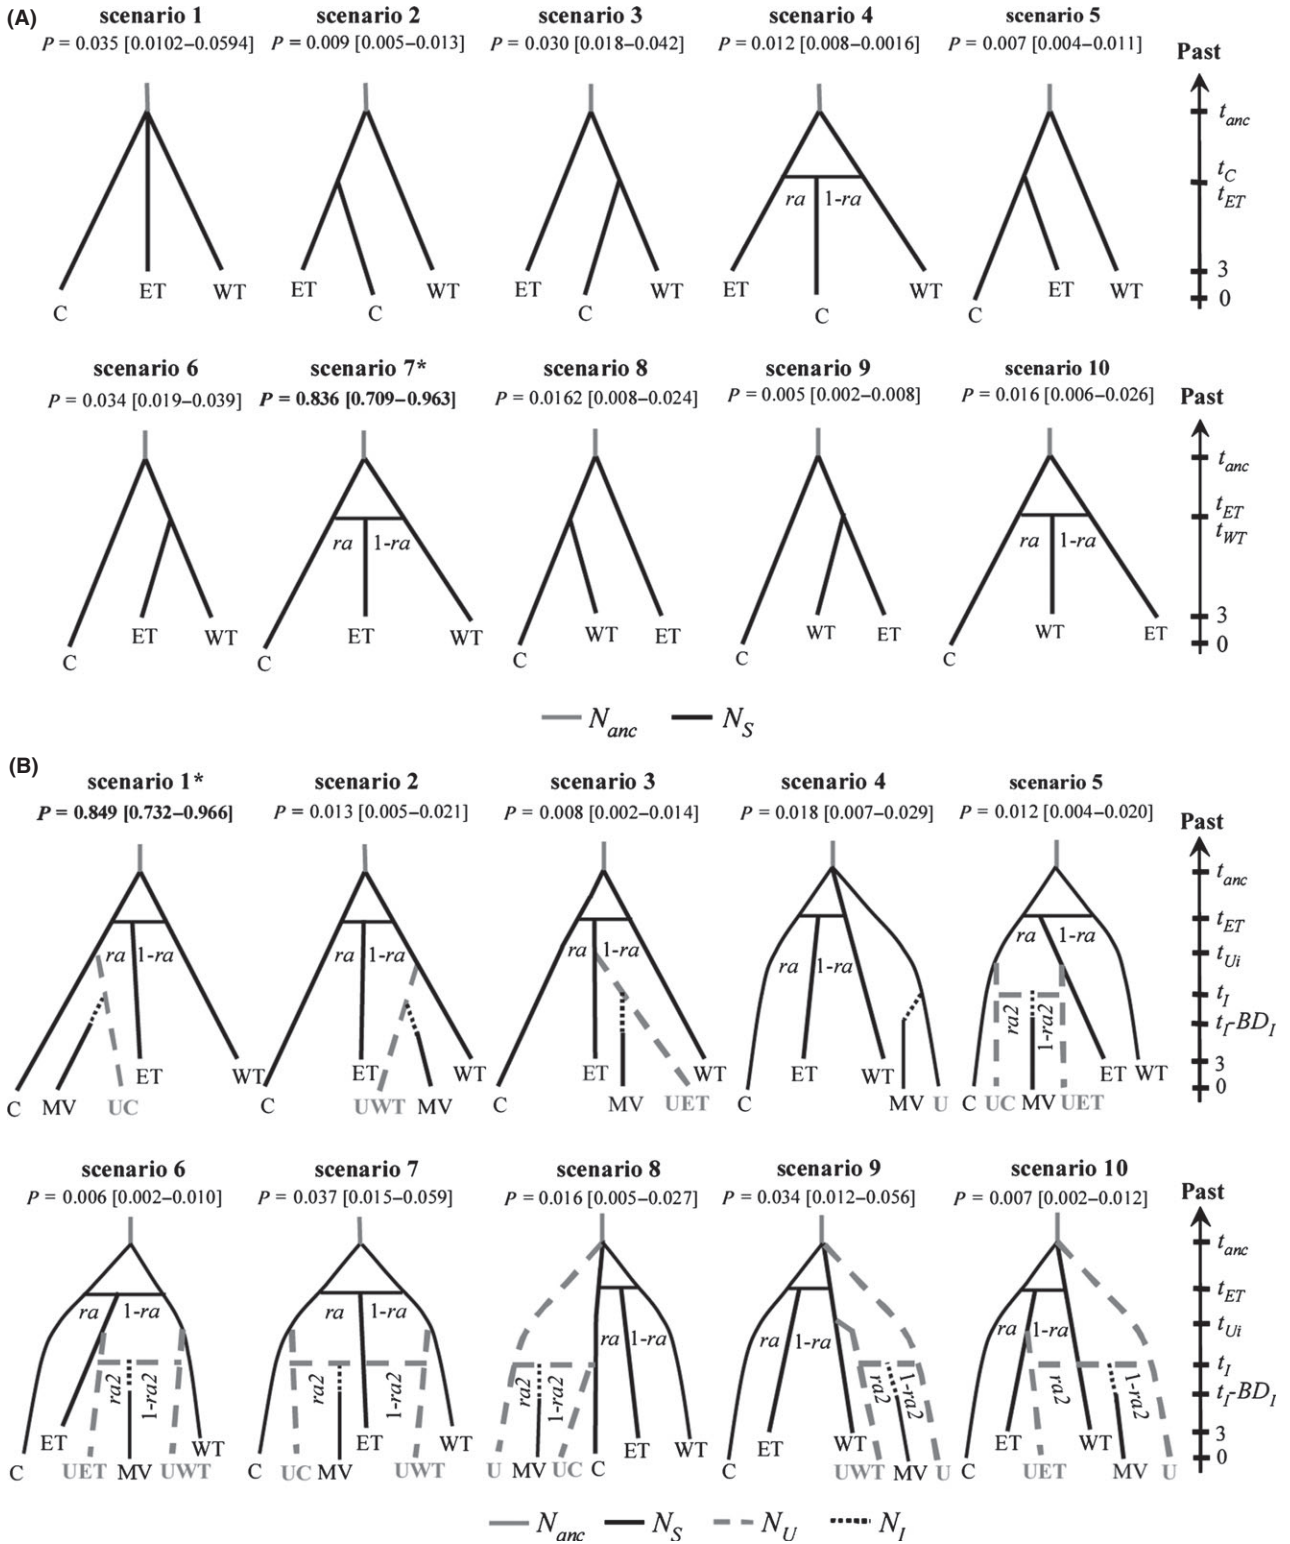 (A)
scenario 1 scenario 2 scenario 3 scenario 4 scenario 5
P = 0.035 [0.0102–0.0594] P = 0.009 [0.005–0.013] P = 0.030 [0.018–0.042] P = 0.012 [0.008–0.0016] P = 0.007 [0.004–0.011]
Past
t_anc
t_C
t_ET
ra 1-ra
3
0
C ET WT ET C WT ET C WT ET C WT C ET WT
scenario 6 scenario 7* scenario 8 scenario 9 scenario 10
P = 0.034 [0.019–0.039] P = 0.836 [0.709–0.963] P = 0.0162 [0.008–0.024] P = 0.005 [0.002–0.008] P = 0.016 [0.006–0.026]
Past
t_anc
t_ET
t_WT
ra 1-ra ra 1-ra
3
0
C ET WT C ET WT C WT ET C WT ET C WT ET
N_anc N_S
(B)
scenario 1* scenario 2 scenario 3 scenario 4 scenario 5
P = 0.849 [0.732–0.966] P = 0.013 [0.005–0.021] P = 0.008 [0.002–0.014] P = 0.018 [0.007–0.029] P = 0.012 [0.004–0.020]
Past
t_anc
t_ET
t_Ui
t_I
t_I-BD_I
3
0
ra 1-ra ra 1-ra ra 1-ra ra 1-ra ra 1-ra
ra2 1-ra2
ET WT ET WT ET WT ET WT ET WT
C MV UC C UWT MV C MV UET C MV U C UC MV UET
scenario 6 scenario 7 scenario 8 scenario 9 scenario 10
P = 0.006 [0.002–0.010] P = 0.037 [0.015–0.059] P = 0.016 [0.005–0.027] P = 0.034 [0.012–0.056] P = 0.007 [0.002–0.012]
Past
t_anc
t_ET
t_Ui
t_I
t_I-BD_I
3
0
ra 1-ra ra 1-ra ra 1-ra ra 1-ra ra 1-ra
ra2 1-ra2 ra2 1-ra2 ra2 1-ra2 ra2 1-ra2 ra2 1-ra2
ET WT ET WT ET WT ET WT ET WT
C UET MV UWT C UC MV UWT U MV UC C C UWT MV U C UET MV U
N_anc N_S N_U N_I